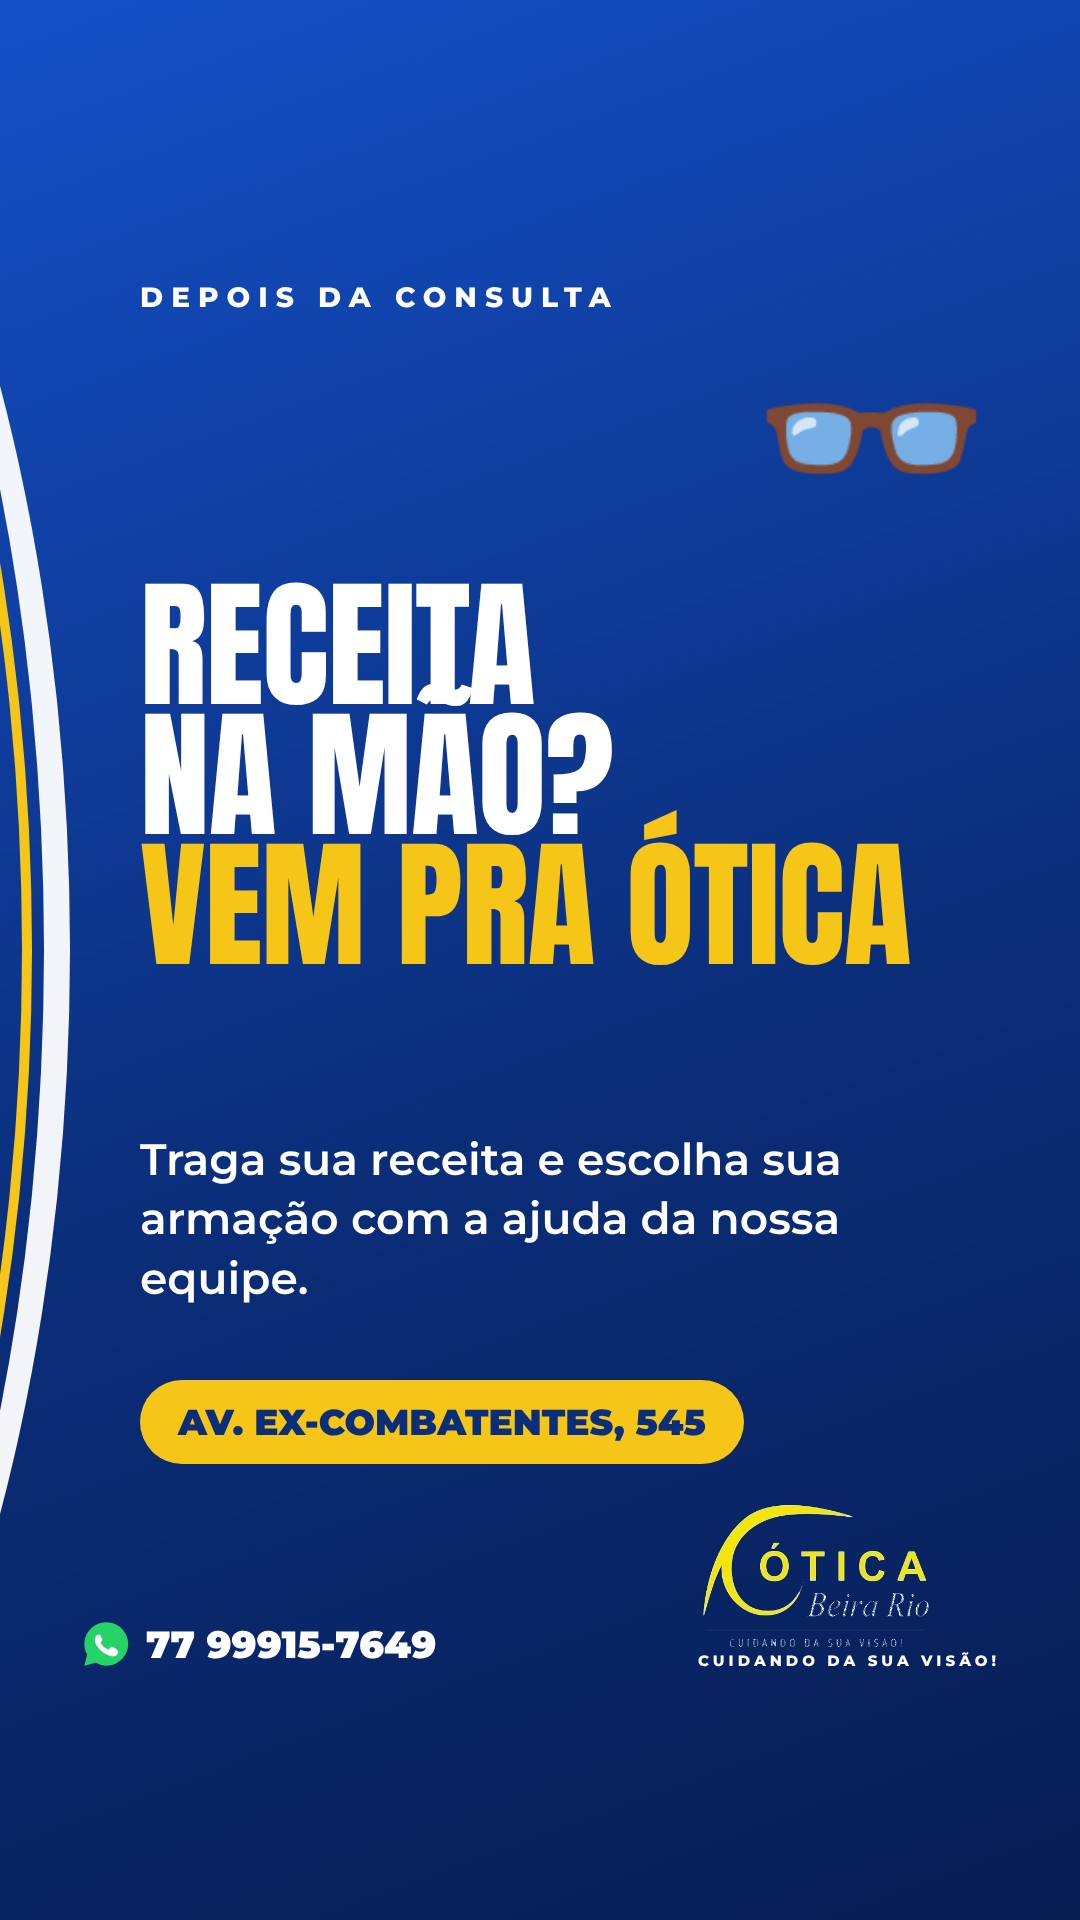 DEPOIS DA CONSULTA
RECEITA
NA MÃO?
VEM PRA ÓTICA
Traga sua receita e escolha sua
armação com a ajuda da nossa
equipe.
AV. EX-COMBATENTES, 545
ÓTICA
Beira Rio
CUIDANDO DA SUA VISÃO!
77 99915-7649
CUIDANDO DA SUA VISÃO!